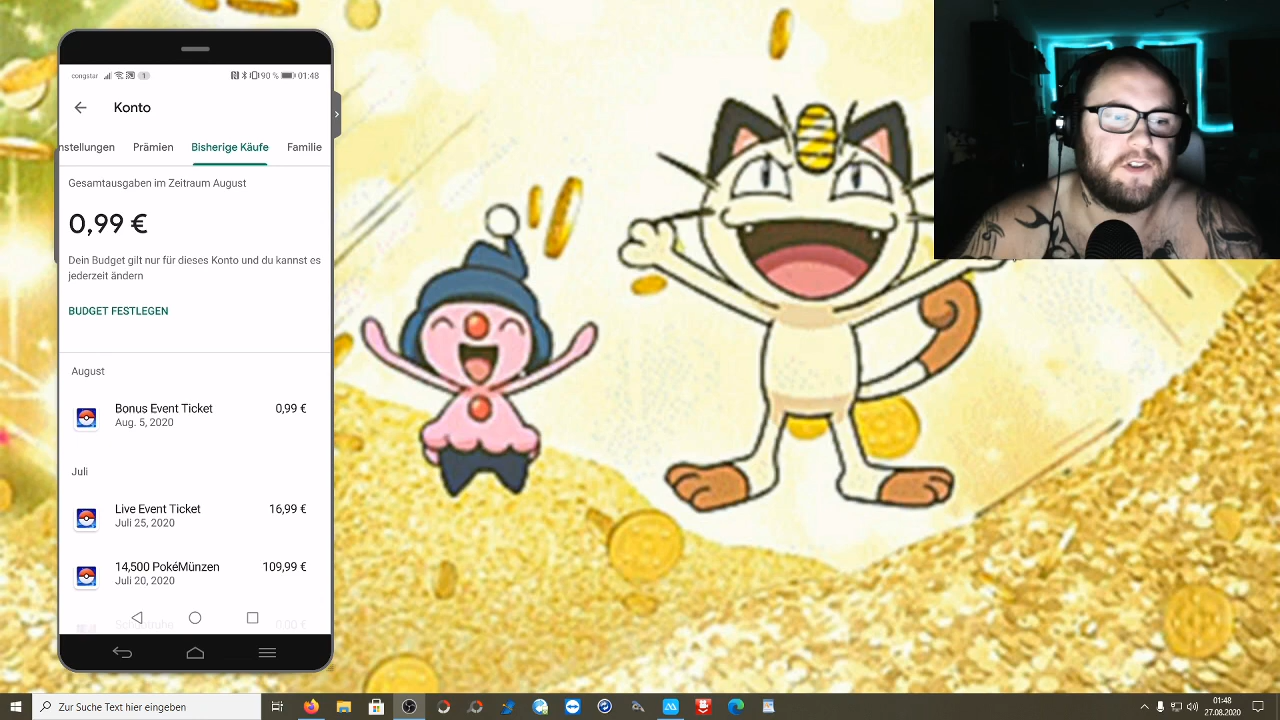 congstar
1
90 %
01:48
Konto
nstellungen Prämien Bisherige Käufe Familie
Gesamtausgaben im Zeitraum August
0,99 €
Dein Budget gilt nur für dieses Konto und du kannst es
jederzeit ändern
BUDGET FESTLEGEN
August
Bonus Event Ticket 0,99 €
Aug. 5, 2020
Juli
Live Event Ticket 16,99 €
Juli 25, 2020
14,500 PokéMünzen 109,99 €
Juli 20, 2020
0,00 €
Zur Suche Text hier eingeben
01:48
27.08.2020